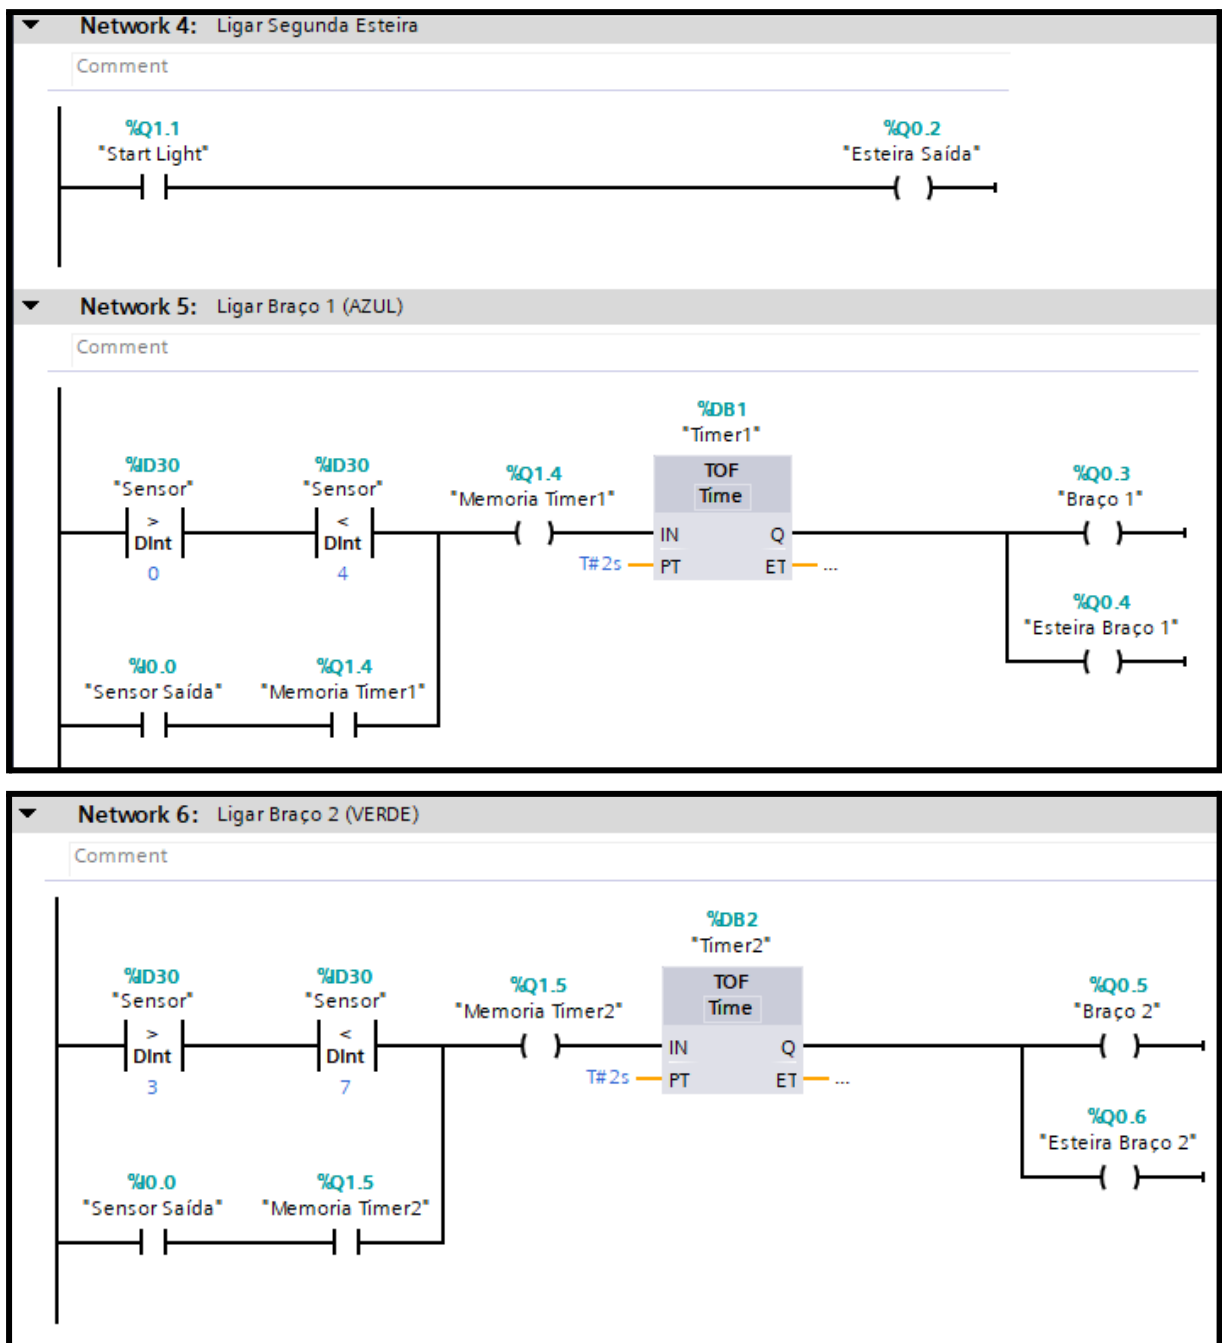 Network 4: Ligar Segunda Esteira
Comment
%Q1.1 %Q0.2
"Start Light" "Esteira Saída"
Network 5: Ligar Braço 1 (AZUL)
Comment
%DB1
"Timer1"
%ID30 %ID30 %Q1.4 TOF %Q0.3
"Sensor" "Sensor" "Memoria Timer1" Time "Braço 1"
> < ( ) IN Q ( )
DInt DInt
0 4 T#2s PT ET ...
%Q0.4
"Esteira Braço 1"
%I0.0 %Q1.4
"Sensor Saída" "Memoria Timer1"
Network 6: Ligar Braço 2 (VERDE)
Comment
%DB2
"Timer2"
%ID30 %ID30 %Q1.5 TOF %Q0.5
"Sensor" "Sensor" "Memoria Timer2" Time "Braço 2"
> < ( ) IN Q ( )
DInt DInt
3 7 T#2s PT ET ...
%Q0.6
"Esteira Braço 2"
%I0.0 %Q1.5
"Sensor Saída" "Memoria Timer2"